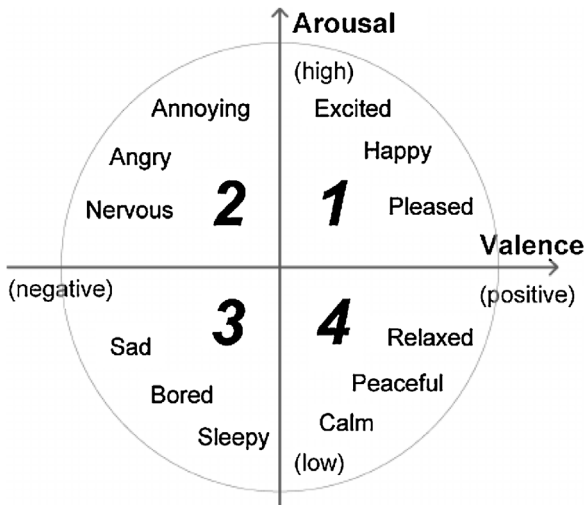 Arousal
(high)
Annoying
Excited
Happy
Angry
2
1
Nervous
Pleased
Valence
(negative)
(positive)
3
4
Relaxed
Sad
Peaceful
Bored
Calm
Sleepy
(low)